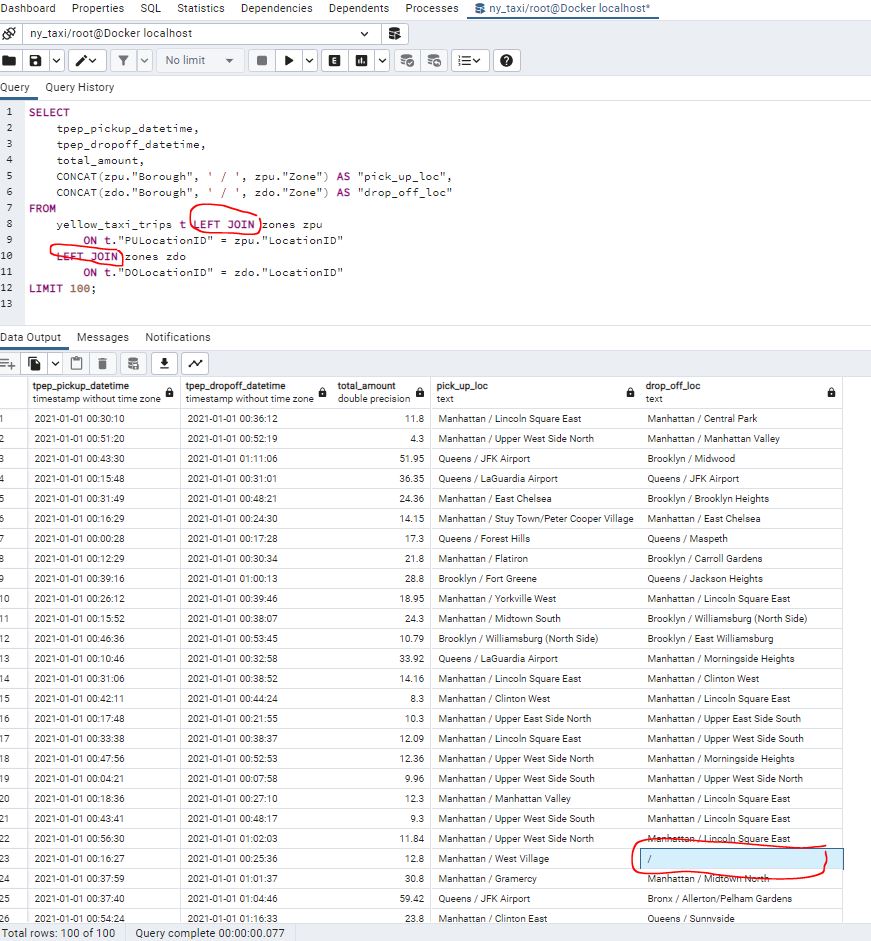 Dashboard Properties SQL Statistics Dependencies Dependents Processes ny_taxi/root@Docker localhost*
ny_taxi/root@Docker localhost
No limit
Query Query History
1 SELECT
2 tpep_pickup_datetime,
3 tpep_dropoff_datetime,
4 total_amount,
5 CONCAT(zpu."Borough", ' / ', zpu."Zone") AS "pick_up_loc",
6 CONCAT(zdo."Borough", ' / ', zdo."Zone") AS "drop_off_loc"
7 FROM
8 yellow_taxi_trips t LEFT JOIN zones zpu
9 ON t."PULocationID" = zpu."LocationID"
10 LEFT JOIN zones zdo
11 ON t."DOLocationID" = zdo."LocationID"
12 LIMIT 100;
13
Data Output Messages Notifications
tpep_pickup_datetime tpep_dropoff_datetime total_amount pick_up_loc drop_off_loc
timestamp without time zone timestamp without time zone double precision text text
1 2021-01-01 00:30:10 2021-01-01 00:36:12 11.8 Manhattan / Lincoln Square East Manhattan / Central Park
2 2021-01-01 00:51:20 2021-01-01 00:52:19 4.3 Manhattan / Upper West Side North Manhattan / Manhattan Valley
3 2021-01-01 00:43:30 2021-01-01 01:11:06 51.95 Queens / JFK Airport Brooklyn / Midwood
4 2021-01-01 00:15:48 2021-01-01 00:31:01 36.35 Queens / LaGuardia Airport Queens / JFK Airport
5 2021-01-01 00:31:49 2021-01-01 00:48:21 24.36 Manhattan / East Chelsea Brooklyn / Brooklyn Heights
6 2021-01-01 00:16:29 2021-01-01 00:24:30 14.15 Manhattan / Stuy Town/Peter Cooper Village Manhattan / East Chelsea
7 2021-01-01 00:00:28 2021-01-01 00:17:28 17.3 Queens / Forest Hills Queens / Maspeth
8 2021-01-01 00:12:29 2021-01-01 00:30:34 21.8 Manhattan / Flatiron Brooklyn / Carroll Gardens
9 2021-01-01 00:39:16 2021-01-01 01:00:13 28.8 Brooklyn / Fort Greene Queens / Jackson Heights
10 2021-01-01 00:26:12 2021-01-01 00:39:46 18.95 Manhattan / Yorkville West Manhattan / Lincoln Square East
11 2021-01-01 00:15:52 2021-01-01 00:38:07 24.3 Manhattan / Midtown South Brooklyn / Williamsburg (North Side)
12 2021-01-01 00:46:36 2021-01-01 00:53:45 10.79 Brooklyn / Williamsburg (North Side) Brooklyn / East Williamsburg
13 2021-01-01 00:10:46 2021-01-01 00:32:58 33.92 Queens / LaGuardia Airport Manhattan / Morningside Heights
14 2021-01-01 00:31:06 2021-01-01 00:38:52 14.16 Manhattan / Lincoln Square East Manhattan / Clinton West
15 2021-01-01 00:42:11 2021-01-01 00:44:24 8.3 Manhattan / Clinton West Manhattan / Lincoln Square East
16 2021-01-01 00:17:48 2021-01-01 00:21:55 10.3 Manhattan / Upper East Side North Manhattan / Upper East Side South
17 2021-01-01 00:33:38 2021-01-01 00:38:37 12.09 Manhattan / Lincoln Square East Manhattan / Upper West Side South
18 2021-01-01 00:47:56 2021-01-01 00:52:53 12.36 Manhattan / Upper West Side North Manhattan / Morningside Heights
19 2021-01-01 00:04:21 2021-01-01 00:07:58 9.96 Manhattan / Upper West Side South Manhattan / Upper West Side North
20 2021-01-01 00:18:36 2021-01-01 00:27:10 12.3 Manhattan / Manhattan Valley Manhattan / Lincoln Square East
21 2021-01-01 00:43:41 2021-01-01 00:48:17 9.3 Manhattan / Upper West Side South Manhattan / Lincoln Square East
22 2021-01-01 00:56:30 2021-01-01 01:02:03 11.84 Manhattan / Upper West Side North Manhattan / Lincoln Square East
23 2021-01-01 00:16:27 2021-01-01 00:25:36 12.8 Manhattan / West Village /
24 2021-01-01 00:37:59 2021-01-01 01:01:37 30.8 Manhattan / Gramercy Manhattan / Midtown North
25 2021-01-01 00:37:40 2021-01-01 01:04:46 59.42 Queens / JFK Airport Bronx / Allerton/Pelham Gardens
26 2021-01-01 00:54:24 2021-01-01 01:16:33 23.8 Manhattan / Clinton East Queens / Sunnyside
Total rows: 100 of 100 Query complete 00:00:00.077